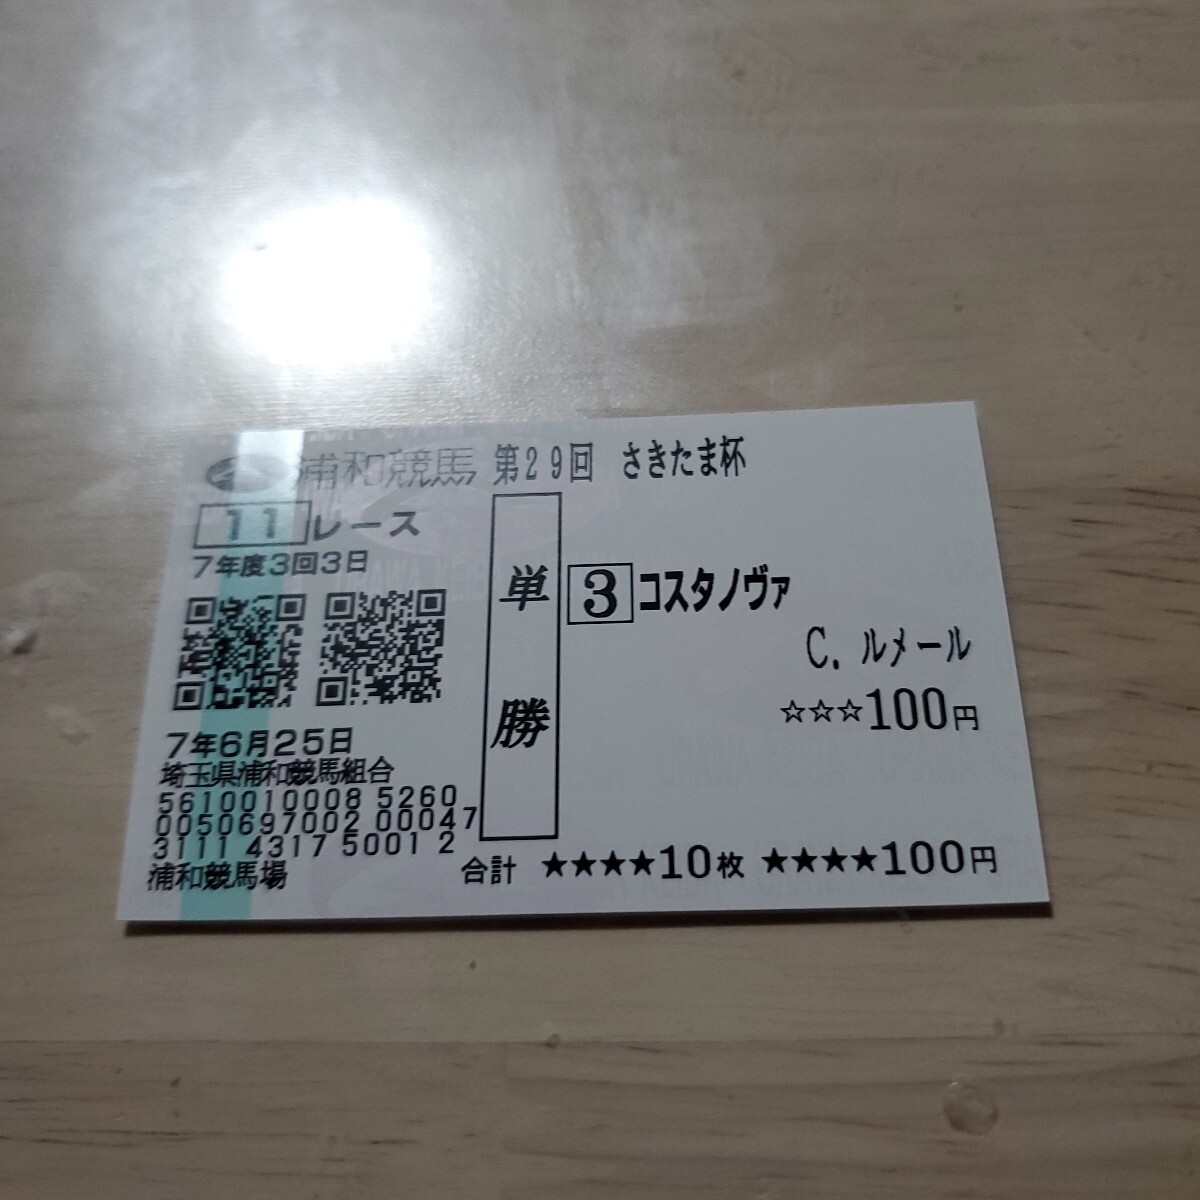 浦和競馬 第29回 さきたま杯
11 レース
7年度3回3日
単勝
3 コスタノヴァ
C. ルメール
☆☆☆100円
7年6月25日
埼玉県浦和競馬組合
5610010008 5260
0050697002 00047
3111 4317 5001 2
浦和競馬場
合計 ★★★★10枚 ★★★★100円